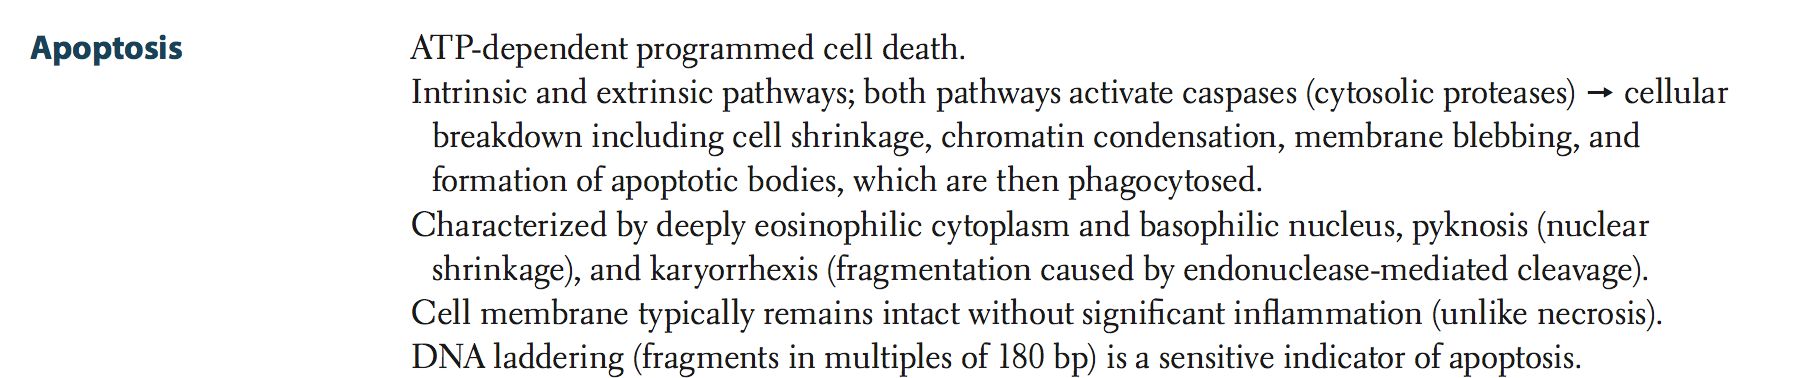 Apoptosis
ATP-dependent programmed cell death.
Intrinsic and extrinsic pathways; both pathways activate caspases (cytosolic proteases) → cellular
breakdown including cell shrinkage, chromatin condensation, membrane blebbing, and
formation of apoptotic bodies, which are then phagocytosed.
Characterized by deeply eosinophilic cytoplasm and basophilic nucleus, pyknosis (nuclear
shrinkage), and karyorrhexis (fragmentation caused by endonuclease-mediated cleavage).
Cell membrane typically remains intact without significant inflammation (unlike necrosis).
DNA laddering (fragments in multiples of 180 bp) is a sensitive indicator of apoptosis.